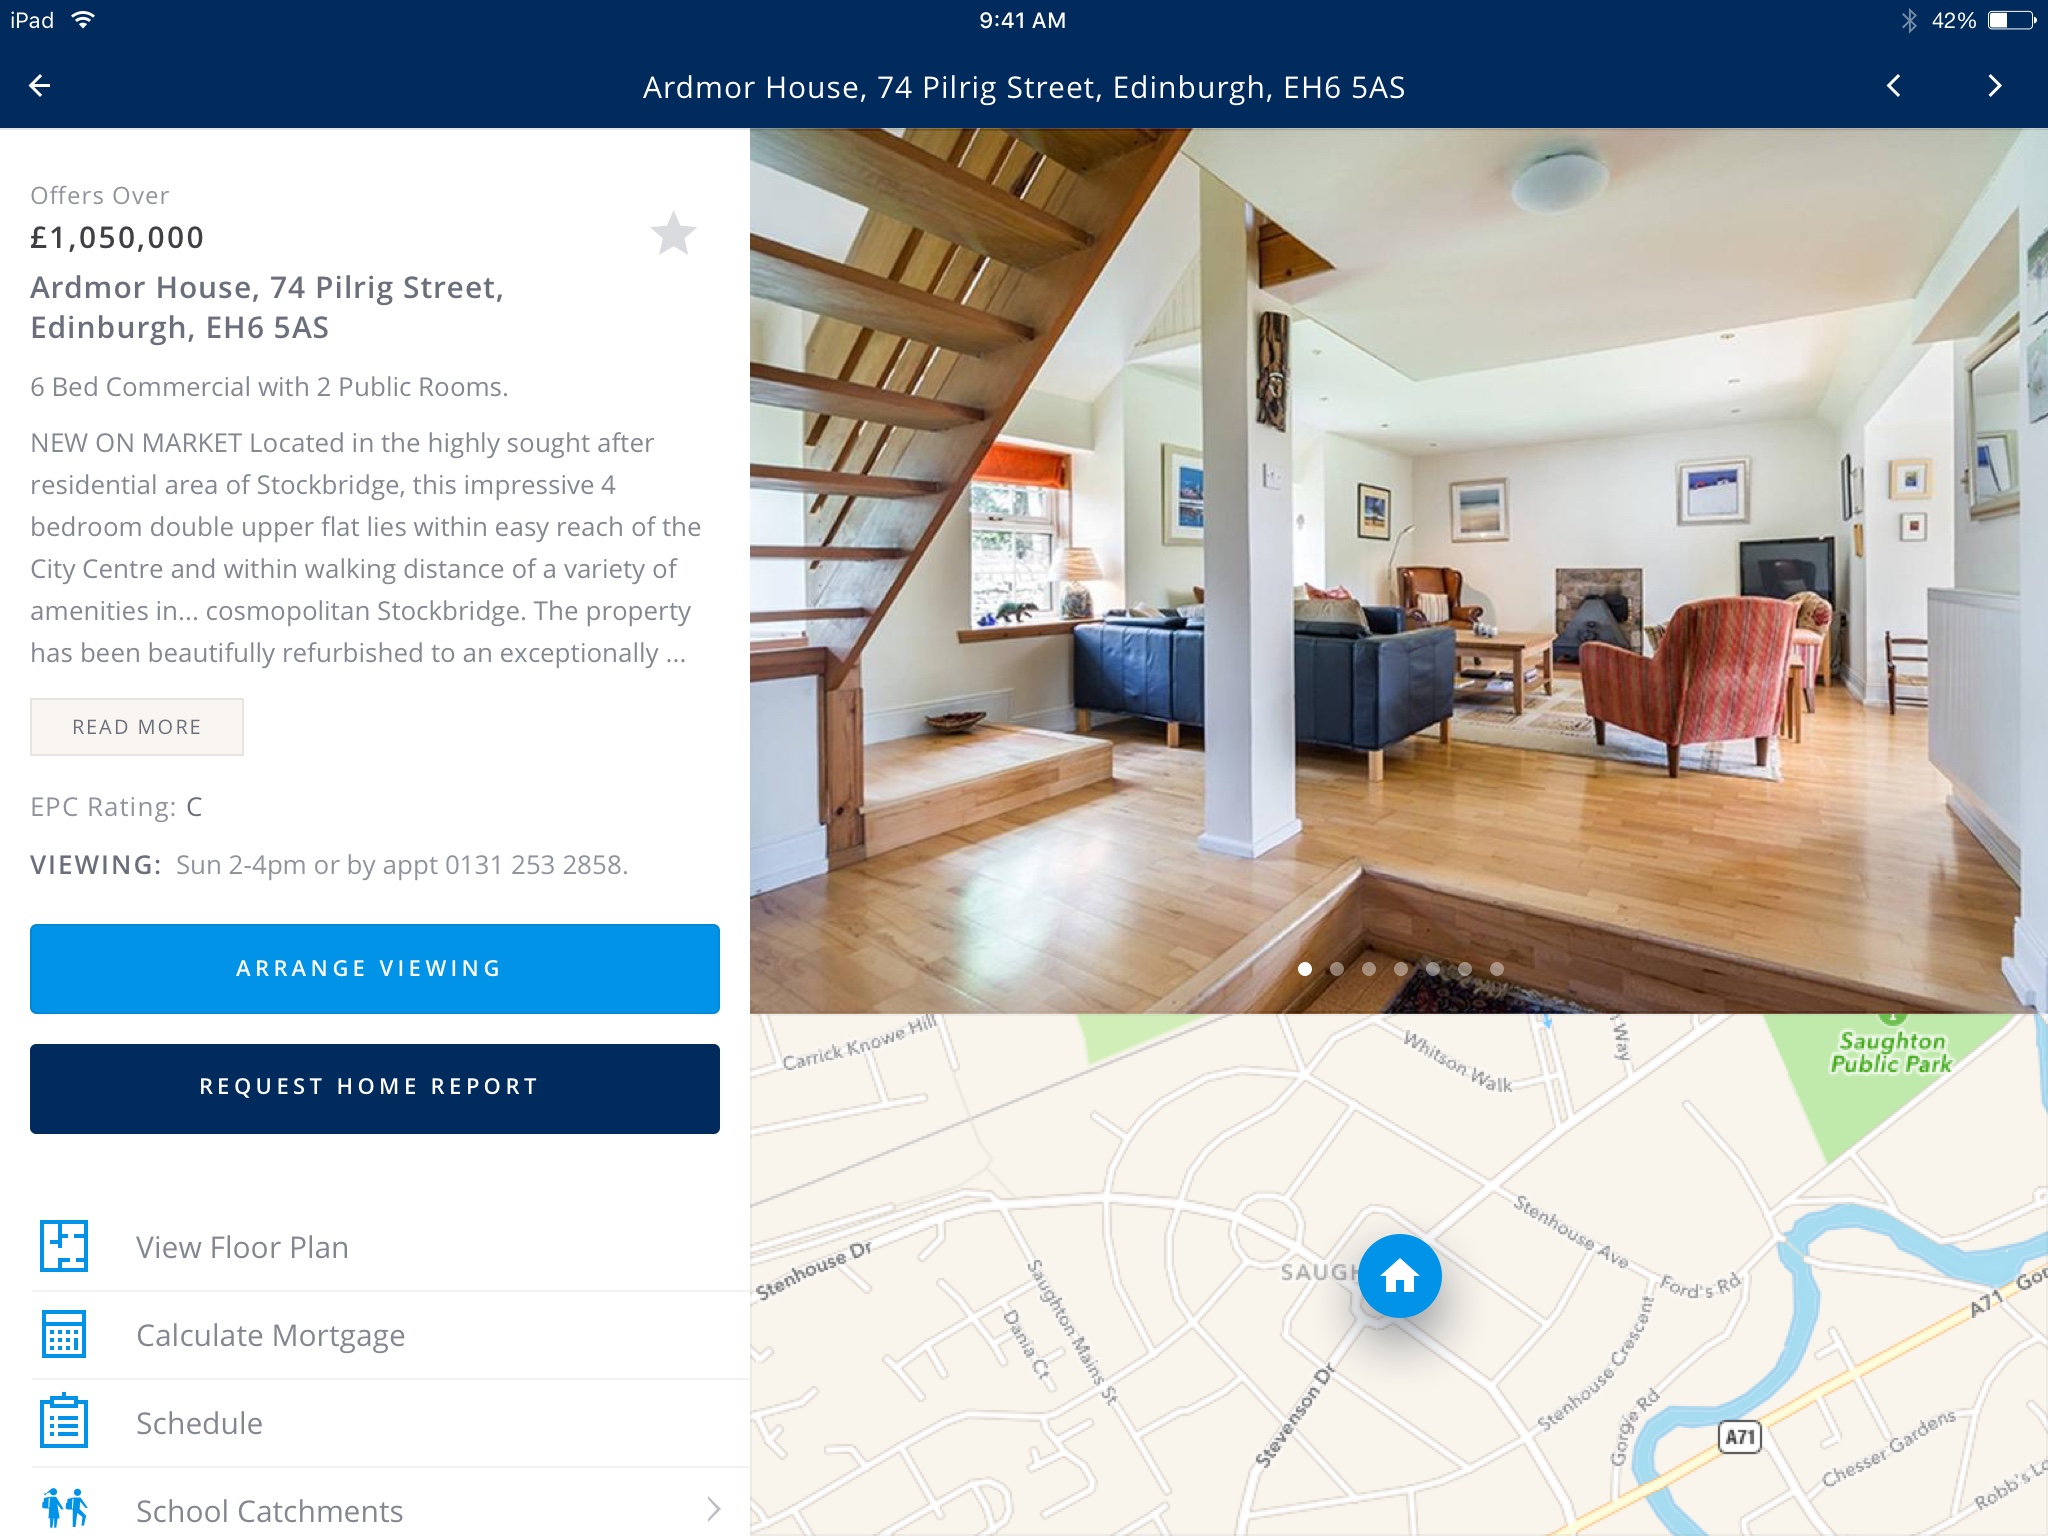 iPad
9:41 AM
42%
Ardmor House, 74 Pilrig Street, Edinburgh, EH6 5AS
Offers Over
£1,050,000
Ardmor House, 74 Pilrig Street,
Edinburgh, EH6 5AS
6 Bed Commercial with 2 Public Rooms.
NEW ON MARKET Located in the highly sought after
residential area of Stockbridge, this impressive 4
bedroom double upper flat lies within easy reach of the
City Centre and within walking distance of a variety of
amenities in... cosmopolitan Stockbridge. The property
has been beautifully refurbished to an exceptionally ...
READ MORE
EPC Rating: C
VIEWING: Sun 2-4pm or by appt 0131 253 2858.
ARRANGE VIEWING
REQUEST HOME REPORT
View Floor Plan
Calculate Mortgage
Schedule
School Catchments
Carrick Knowe Hill
Whitson Walk
Way
Saughton
Public Park
Stenhouse Dr
Saughton Mains St
Dania Ct
SAUGH
Stenhouse Ave
Ford's Rd
Stenhouse Crescent
Gorgie Rd
Stevenson Dr
A71
Gor
A71
Chesser Gardens
Robb's Lo